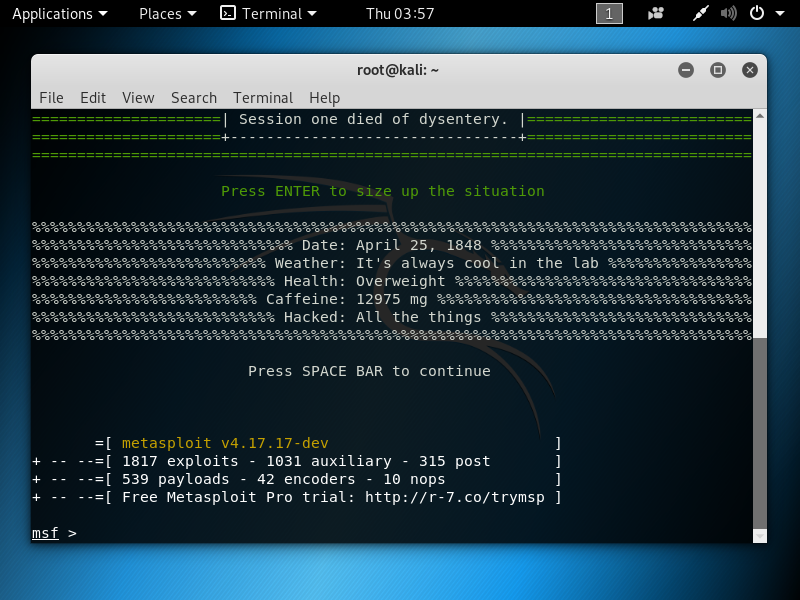 Applications Places Terminal Thu 03:57 1
root@kali: ~
File Edit View Search Terminal Help
=====================| Session one died of dysentery. |=========================
=====================+--------------------------------+=========================
================================================================================
Press ENTER to size up the situation
%%%%%%%%%%%%%%%%%%%%%%%%%%%%%%%%%%%%%%%%%%%%%%%%%%%%%%%%%%%%%%%%%%%%%%%%%%%%%%%%%%
%%%%%%%%%%%%%%%%%%%%%%%%%%%%% Date: April 25, 1848 %%%%%%%%%%%%%%%%%%%%%%%%%%%%%
%%%%%%%%%%%%%%%%%%%%%%%%%% Weather: It's always cool in the lab %%%%%%%%%%%%%%%%
%%%%%%%%%%%%%%%%%%%%%%%%%%% Health: Overweight %%%%%%%%%%%%%%%%%%%%%%%%%%%%%%%%%
%%%%%%%%%%%%%%%%%%%%%%%%% Caffeine: 12975 mg %%%%%%%%%%%%%%%%%%%%%%%%%%%%%%%%%%%
%%%%%%%%%%%%%%%%%%%%%%%%%%% Hacked: All the things %%%%%%%%%%%%%%%%%%%%%%%%%%%%%
%%%%%%%%%%%%%%%%%%%%%%%%%%%%%%%%%%%%%%%%%%%%%%%%%%%%%%%%%%%%%%%%%%%%%%%%%%%%%%%%%%
Press SPACE BAR to continue
=[ metasploit v4.17.17-dev ]
+ -- --=[ 1817 exploits - 1031 auxiliary - 315 post ]
+ -- --=[ 539 payloads - 42 encoders - 10 nops ]
+ -- --=[ Free Metasploit Pro trial: http://r-7.co/trymsp ]
msf >